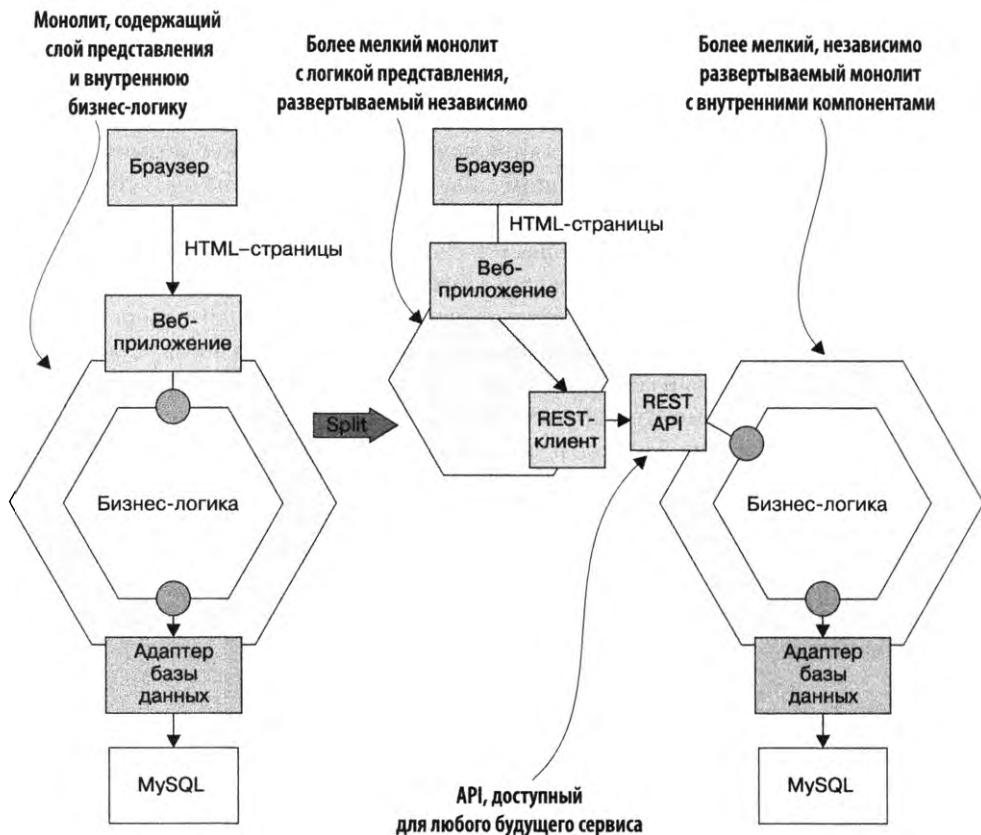 Монолит, содержащий
слой представления
и внутреннюю
бизнес-логику
Более мелкий монолит
с логикой представления,
развертываемый независимо
Более мелкий, независимо
развертываемый монолит
с внутренними компонентами
Браузер
HTML–страницы
Веб-
приложение
Бизнес-логика
Адаптер
базы
данных
MySQL
Split
Браузер
HTML-страницы
Веб-
приложение
REST-
клиент
REST
API
Бизнес-логика
Адаптер
базы
данных
MySQL
API, доступный
для любого будущего сервиса